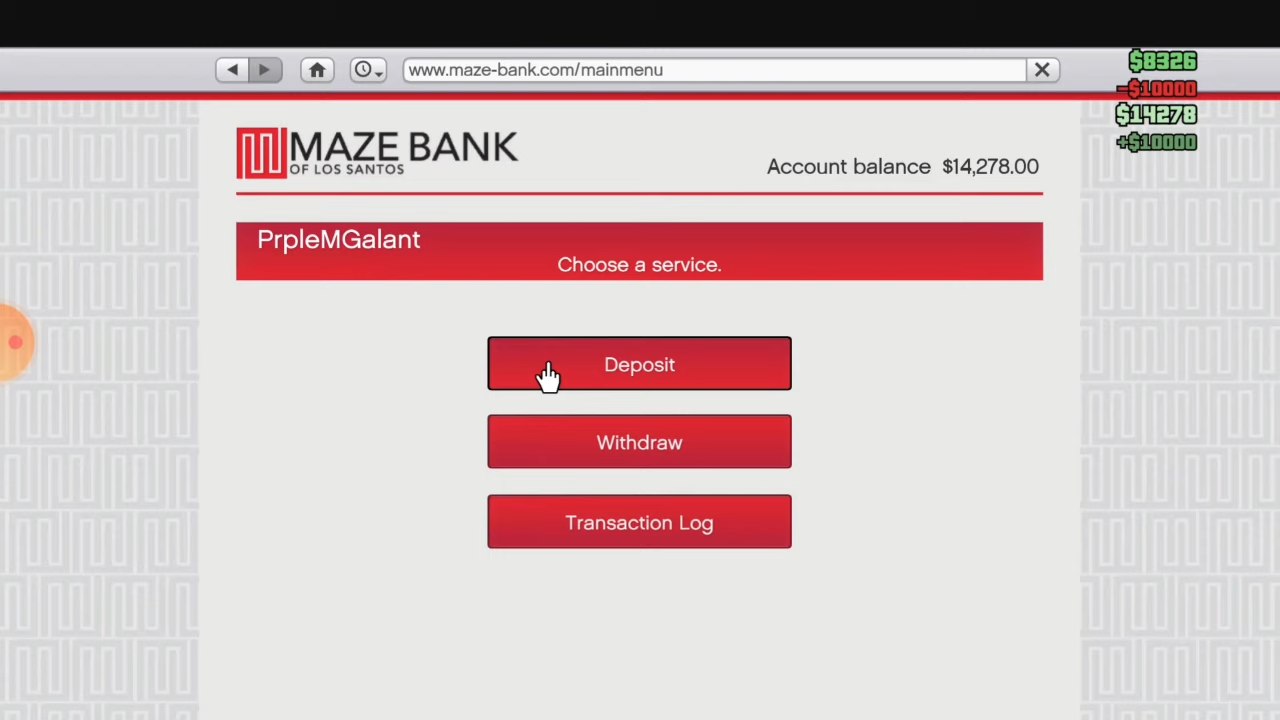 www.maze-bank.com/mainmenu
$8326
-$10000
$14278
+$10000
MAZE BANK
OF LOS SANTOS
Account balance $14,278.00
PrpleMGalant
Choose a service.
Deposit
Withdraw
Transaction Log